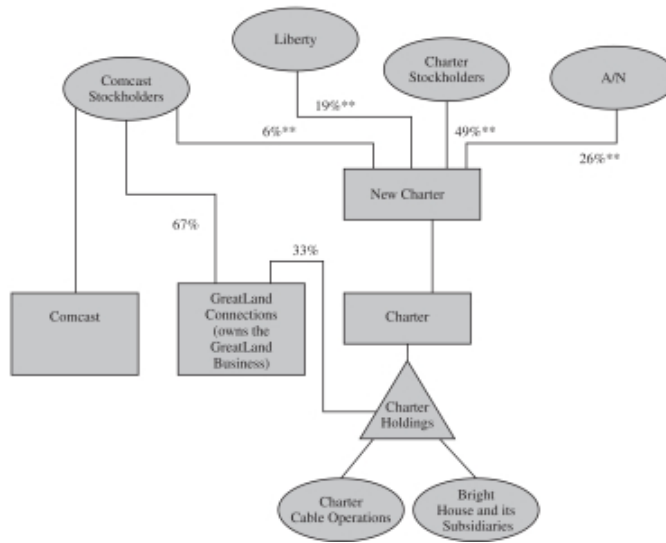 Liberty
Charter
Stockholders
A/N
Comcast
Stockholders
19%**
6%**
49%**
26%**
New Charter
67%
33%
Comcast
GreatLand
Connections
(owns the
GreatLand
Business)
Charter
Charter
Holdings
Charter
Cable Operations
Bright
House and its
Subsidiaries